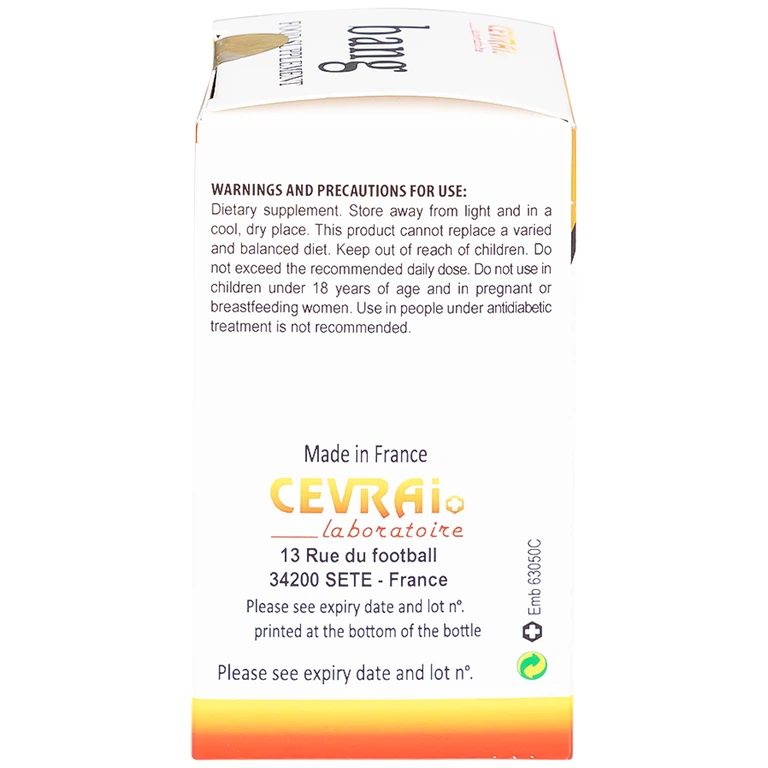 CEVRAI
laboratoire
bang
FOOD SUPPLEMENT
WARNINGS AND PRECAUTIONS FOR USE:
Dietary supplement. Store away from light and in a
cool, dry place. This product cannot replace a varied
and balanced diet. Keep out of reach of children. Do
not exceed the recommended daily dose. Do not use in
children under 18 years of age and in pregnant or
breastfeeding women. Use in people under antidiabetic
treatment is not recommended.
Made in France
CEVRAi
laboratoire
13 Rue du football
34200 SETE - France
Please see expiry date and lot n°.
printed at the bottom of the bottle
Please see expiry date and lot n°.
Emb 63050C